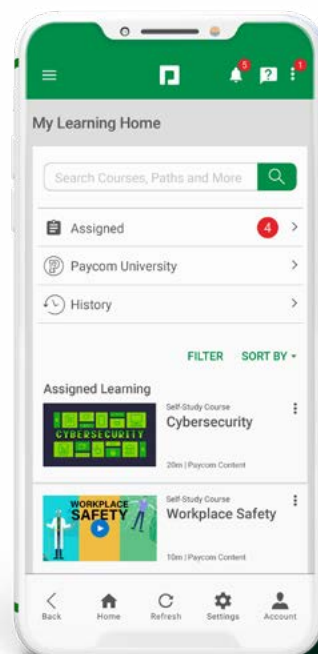 5
?
1
My Learning Home
Search Courses, Paths and More
Assigned
4
Paycom University
History
FILTER SORT BY
Assigned Learning
CYBERSECURITY
Self-Study Course
Cybersecurity
20m | Paycom Content
WORKPLACE
SAFETY
Self-Study Course
Workplace Safety
10m | Paycom Content
Back
Home
Refresh
Settings
Account